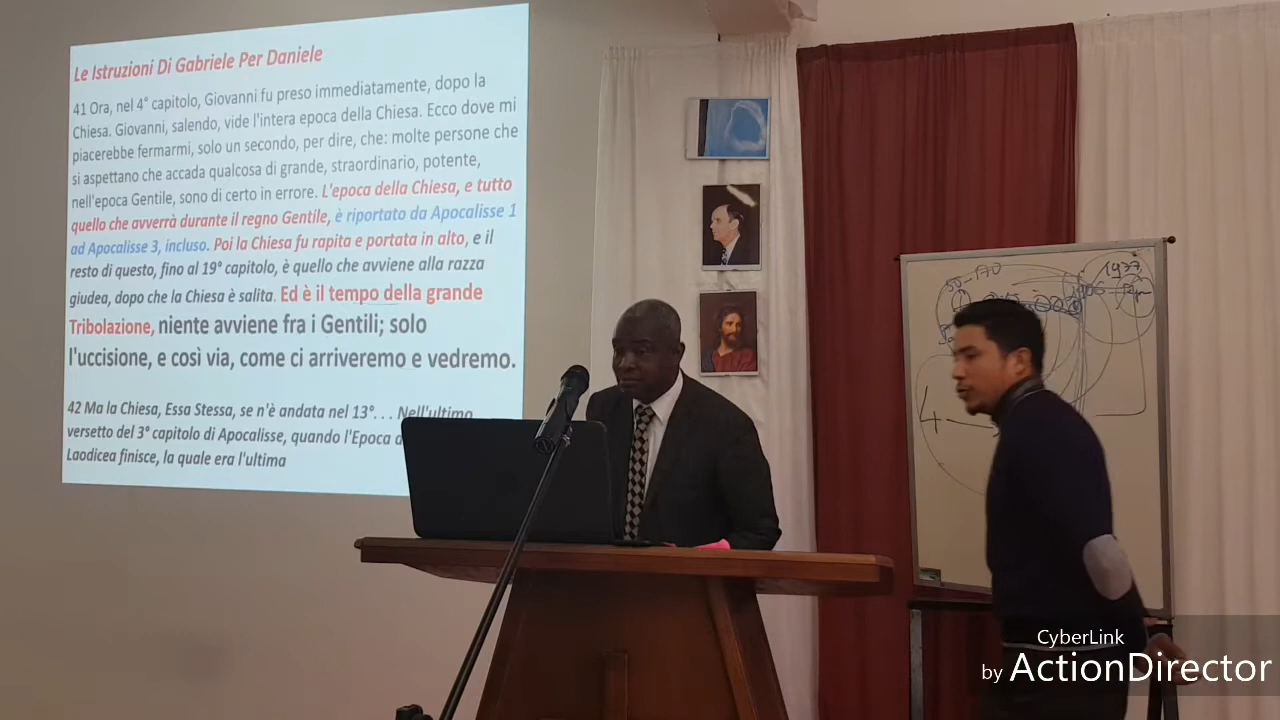 Le Istruzioni Di Gabriele Per Daniele
41 Ora, nel 4° capitolo, Giovanni fu preso immediatamente, dopo la
Chiesa. Giovanni, salendo, vide l'intera epoca della Chiesa. Ecco dove mi
piacerebbe fermarmi, solo un secondo, per dire, che: molte persone che
si aspettano che accada qualcosa di grande, straordinario, potente,
nell'epoca Gentile, sono di certo in errore. L'epoca della Chiesa, e tutto
quello che avverrà durante il regno Gentile, è riportato da Apocalisse 1
ad Apocalisse 3, incluso. Poi la Chiesa fu rapita e portata in alto, e il
resto di questo, fino al 19° capitolo, è quello che avviene alla razza
giudea, dopo che la Chiesa è salita. Ed è il tempo della grande
Tribolazione, niente avviene fra i Gentili; solo
l'uccisione, e così via, come ci arriveremo e vedremo.
42 Ma la Chiesa, Essa Stessa, se n'è andata nel 13°. . . Nell'ultimo
versetto del 3° capitolo di Apocalisse, quando l'Epoca
Laodicea finisce, la quale era l'ultima
50-170
1977
1906
4
CyberLink
by ActionDirector